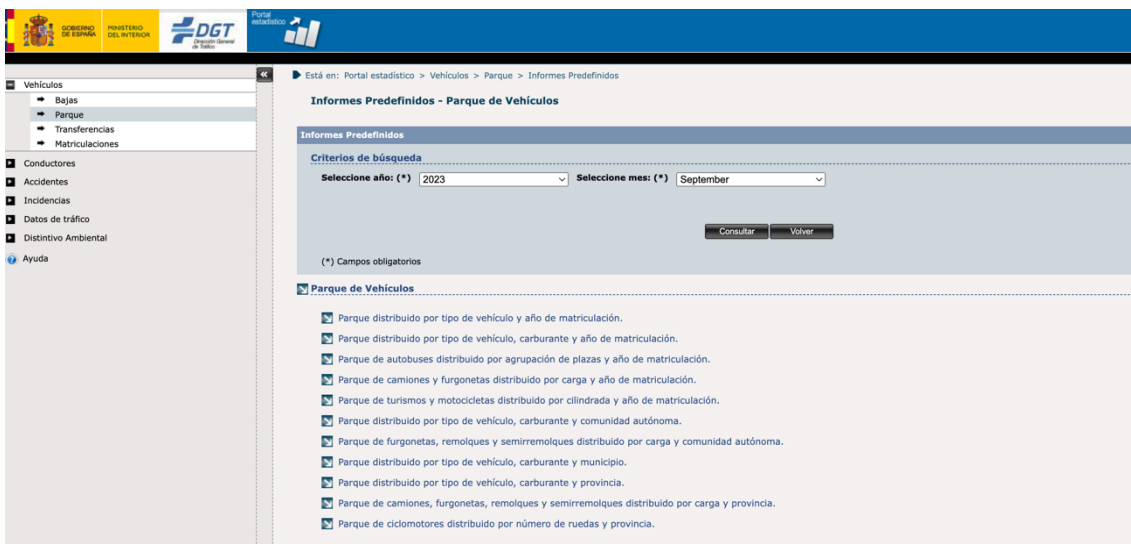 GOBIERNO
DE ESPAÑA
MINISTERIO
DEL INTERIOR
DGT
Dirección General
de Tráfico
Portal
estadístico
Está en: Portal estadístico > Vehículos > Parque > Informes Predefinidos
Vehículos
Bajas
Parque
Transferencias
Matriculaciones
Conductores
Accidentes
Incidencias
Datos de tráfico
Distintivo Ambiental
Ayuda
Informes Predefinidos - Parque de Vehículos
Informes Predefinidos
Criterios de búsqueda
Seleccione año: (*) 2023 Seleccione mes: (*) September
Consultar Volver
(*) Campos obligatorios
Parque de Vehículos
Parque distribuido por tipo de vehículo y año de matriculación.
Parque distribuido por tipo de vehículo, carburante y año de matriculación.
Parque de autobuses distribuido por agrupación de plazas y año de matriculación.
Parque de camiones y furgonetas distribuido por carga y año de matriculación.
Parque de turismos y motocicletas distribuido por cilindrada y año de matriculación.
Parque distribuido por tipo de vehículo, carburante y comunidad autónoma.
Parque de furgonetas, remolques y semirremolques distribuido por carga y comunidad autónoma.
Parque distribuido por tipo de vehículo, carburante y municipio.
Parque distribuido por tipo de vehículo, carburante y provincia.
Parque de camiones, furgonetas, remolques y semirremolques distribuido por carga y provincia.
Parque de ciclomotores distribuido por número de ruedas y provincia.